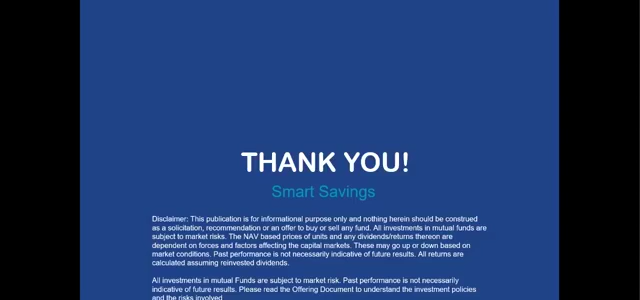 THANK YOU!
Smart Savings
Disclaimer: This publication is for informational purpose only and nothing herein should be construed
as a solicitation, recommendation or an offer to buy or sell any fund. All investments in mutual funds are
subject to market risks. The NAV based prices of units and any dividends/returns thereon are
dependent on forces and factors affecting the capital markets. These may go up or down based on
market conditions. Past performance is not necessarily indicative of future results. All returns are
calculated assuming reinvested dividends.
All investments in mutual Funds are subject to market risk. Past performance is not necessarily
indicative of future results. Please read the Offering Document to understand the investment policies
and the risks involved